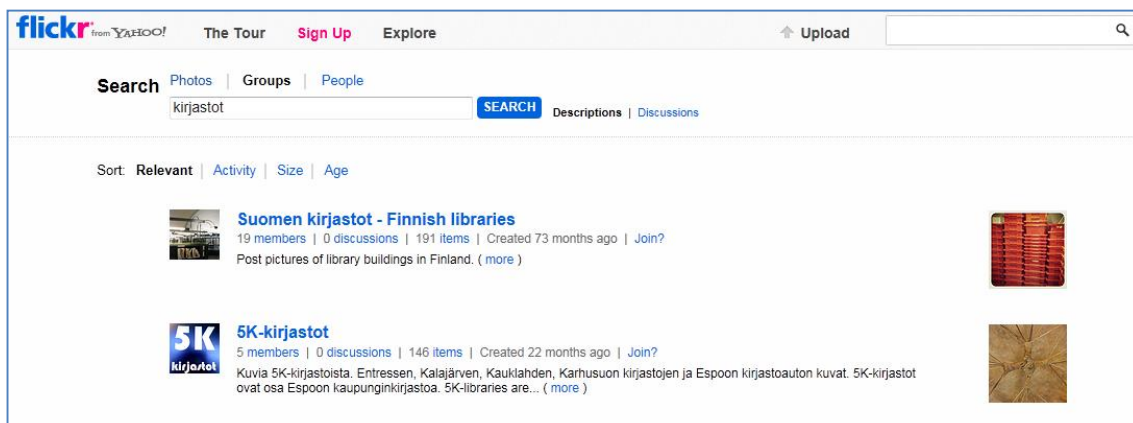 flickr from YAHOO! The Tour Sign Up Explore Upload
Search Photos | Groups | People
kirjastot SEARCH Descriptions | Discussions
Sort: Relevant | Activity | Size | Age
Suomen kirjastot - Finnish libraries
19 members | 0 discussions | 191 items | Created 73 months ago | Join?
Post pictures of library buildings in Finland. ( more )
5K
kirjastot
5K-kirjastot
5 members | 0 discussions | 146 items | Created 22 months ago | Join?
Kuvia 5K-kirjastoista. Entressen, Kalajärven, Kauklahden, Karhusuon kirjastojen ja Espoon kirjastoauton kuvat. 5K-kirjastot
ovat osa Espoon kaupunginkirjastoa. 5K-libraries are... ( more )